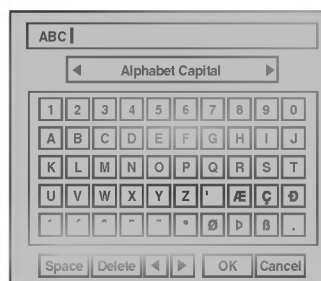 ABC
Alphabet Capital
1 2 3 4 5 6 7 8 9 0
A B C D E F G H I J
K L M N O P Q R S T
U V W X Y Z ' Æ Ç Ð
Ø Þ ß .
Space Delete OK Cancel